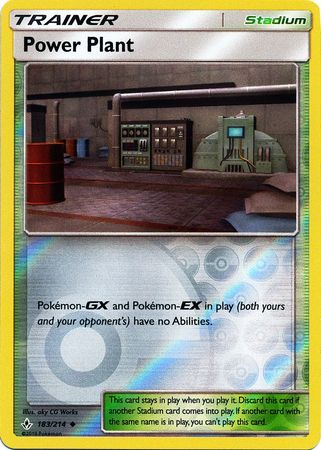 TRAINER
Stadium
Power Plant
Pokémon-GX and Pokémon-EX in play (both yours
and your opponent's) have no Abilities.
Illus. aky CG Works
183/214
©2019 Pokémon
This card stays in play when you play it. Discard this card if
another Stadium card comes into play. If another card with
the same name is in play, you can't play this card.